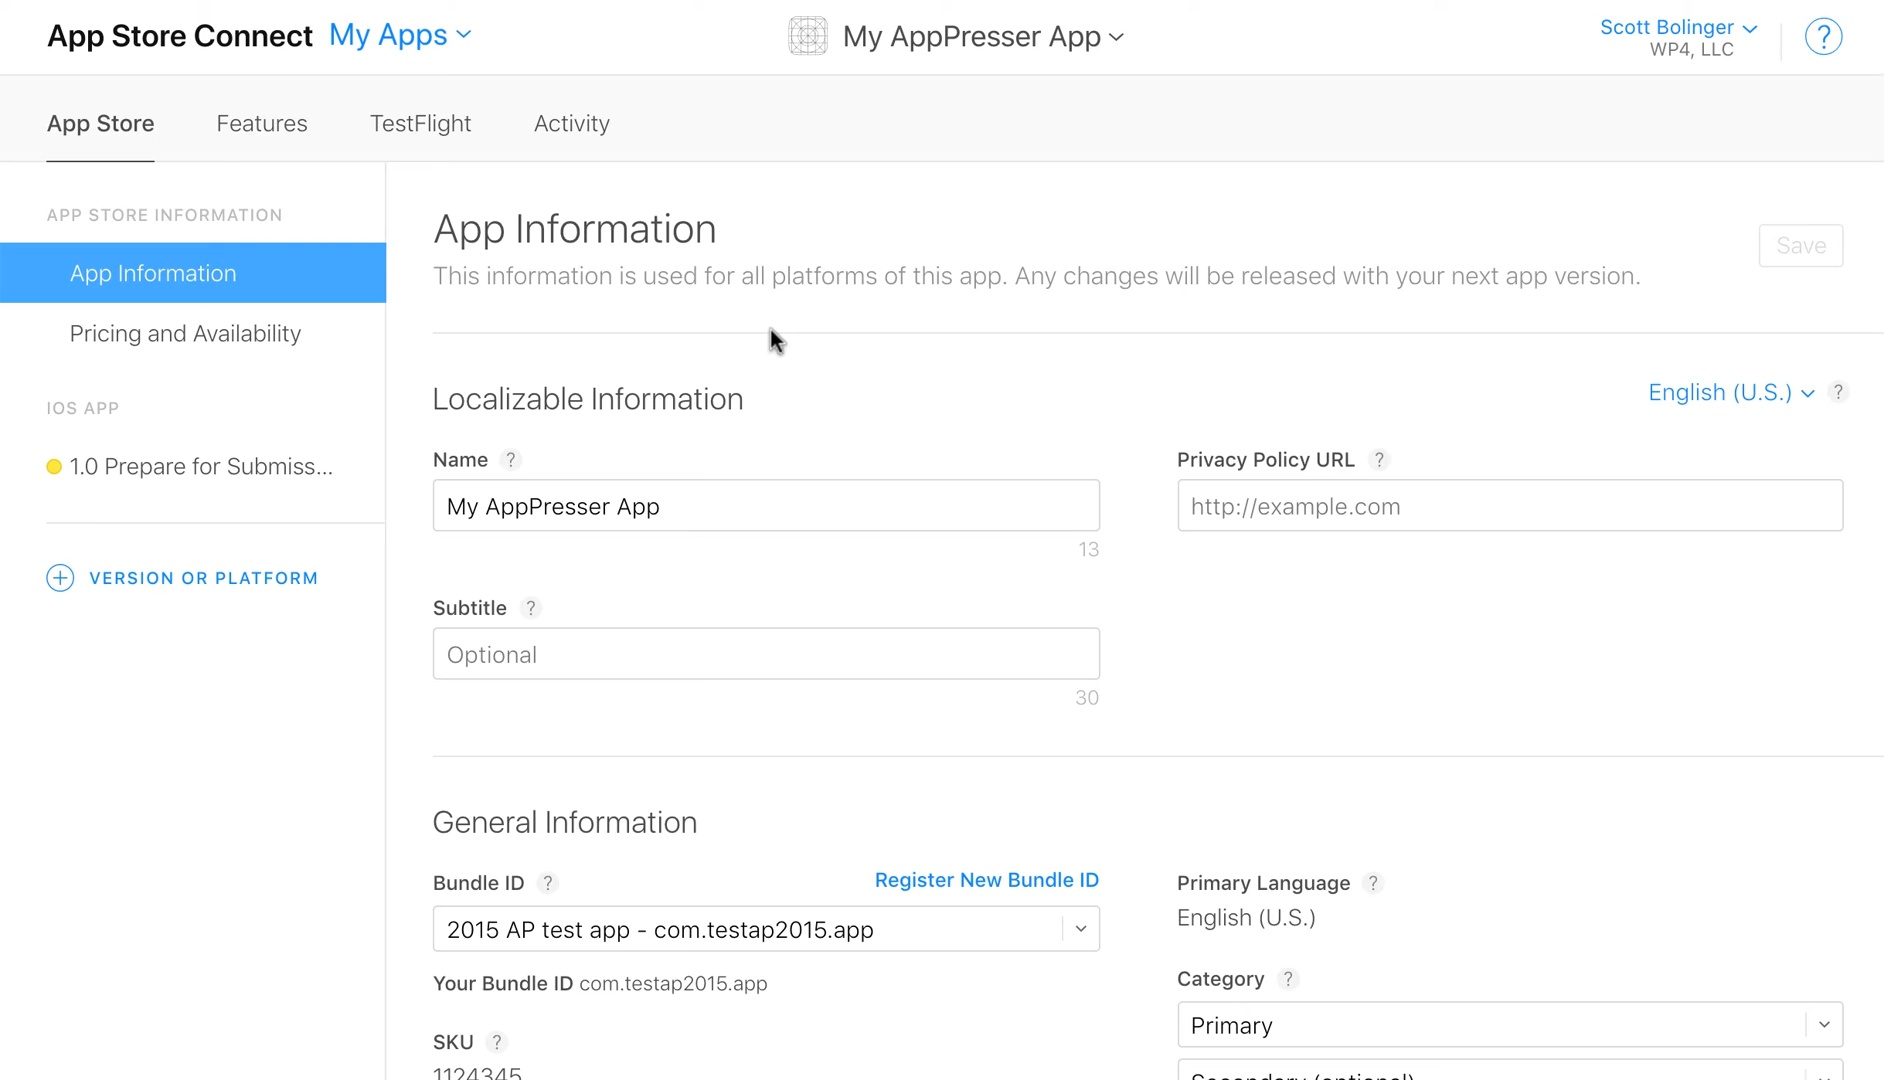 App Store Connect My Apps
My AppPresser App
Scott Bolinger
WP4, LLC
?
App Store Features TestFlight Activity
APP STORE INFORMATION
App Information
Pricing and Availability
IOS APP
1.0 Prepare for Submiss...
VERSION OR PLATFORM
App Information
Save
This information is used for all platforms of this app. Any changes will be released with your next app version.
Localizable Information
English (U.S.) ?
Name ?
My AppPresser App
13
Privacy Policy URL ?
http://example.com
Subtitle ?
Optional
30
General Information
Bundle ID ? Register New Bundle ID
2015 AP test app - com.testap2015.app
Your Bundle ID com.testap2015.app
SKU ?
1124345
Primary Language ?
English (U.S.)
Category ?
Primary
Secondary (optional)